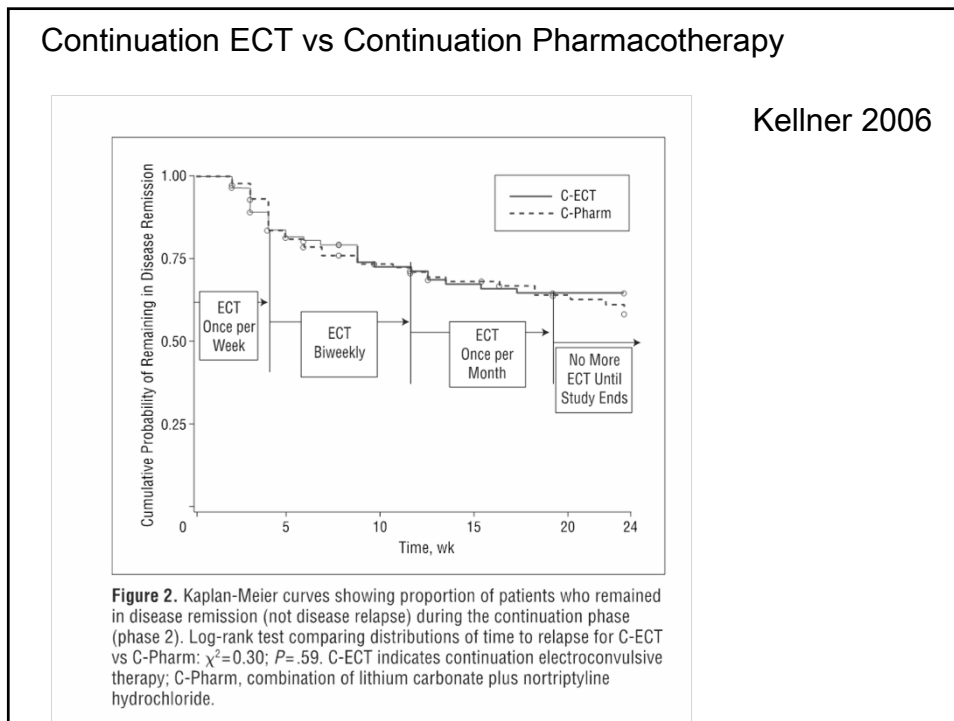 Continuation ECT vs Continuation Pharmacotherapy
Kellner 2006
Cumulative Probability of Remaining in Disease Remission
1.00
0.75
0.50
0.25
0
5
10
15
20
24
Time, wk
C-ECT
C-Pharm
ECT
Once per
Week
ECT
Biweekly
ECT
Once per
Month
No More
ECT Until
Study Ends
Figure 2. Kaplan-Meier curves showing proportion of patients who remained
in disease remission (not disease relapse) during the continuation phase
(phase 2). Log-rank test comparing distributions of time to relapse for C-ECT
vs C-Pharm: χ²=0.30; P=.59. C-ECT indicates continuation electroconvulsive
therapy; C-Pharm, combination of lithium carbonate plus nortriptyline
hydrochloride.